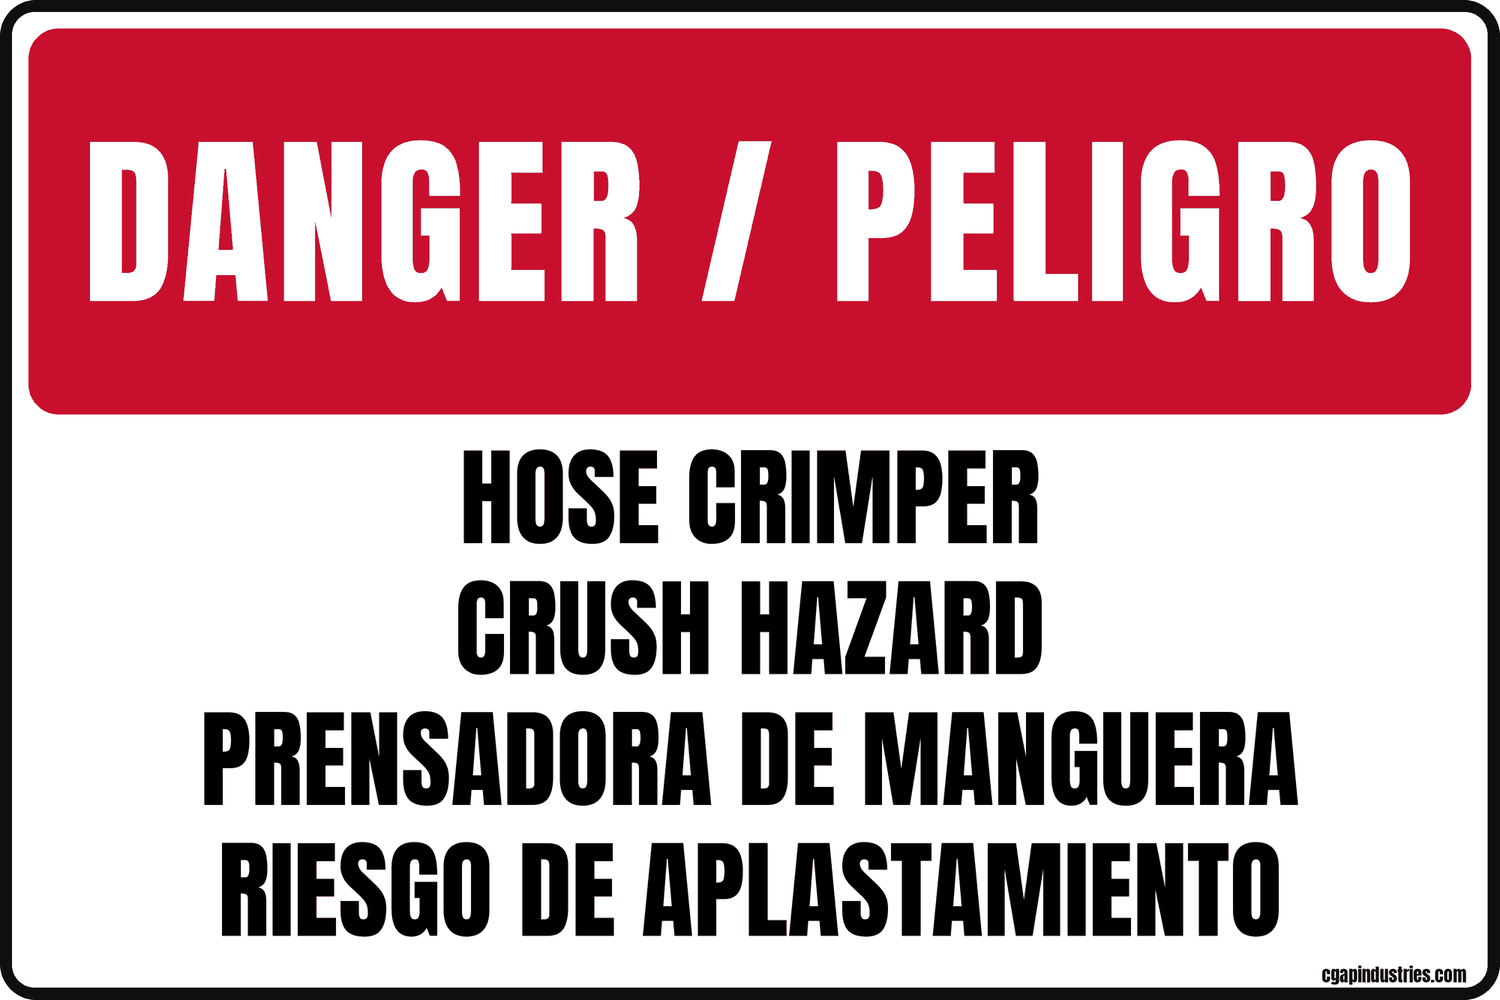 DANGER / PELIGRO
HOSE CRIMPER
CRUSH HAZARD
PRENSADORA DE MANGUERA
RIESGO DE APLASTAMIENTO
cgapindustries.com